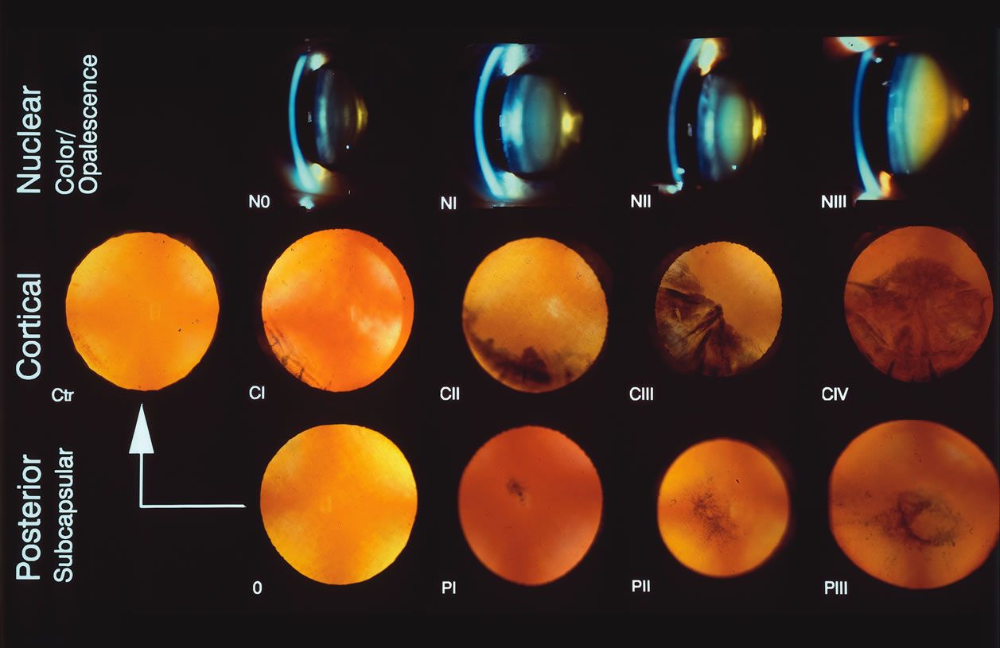 Nuclear
Color/
Opalescence
N0
NI
NII
NIII
Cortical
Ctr
CI
CII
CIII
CIV
Posterior
Subcapsular
0
PI
PII
PIII